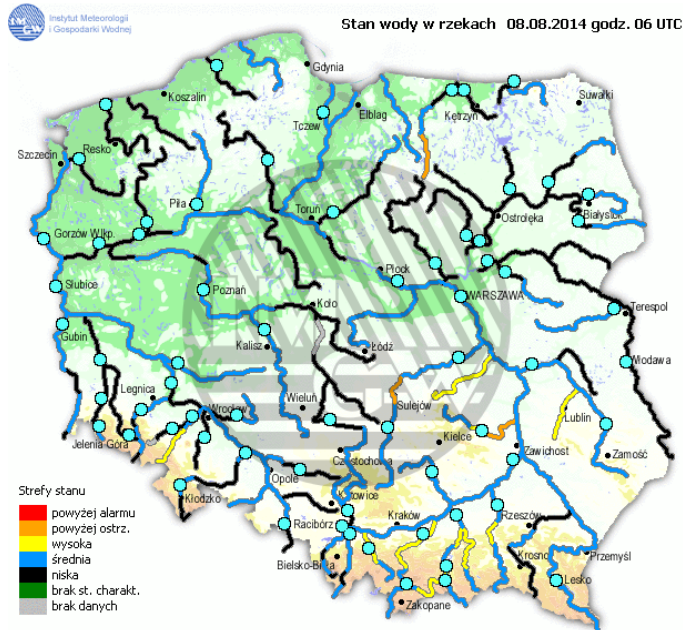 IMGW
Instytut Meteorologii
i Gospodarki Wodnej
Stan wody w rzekach 08.08.2014 godz. 06 UTC
Gdynia
Koszalin
Suwałki
Elbląg
Tczew
Kętrzyn
Resko
Szczecin
Piła
Białystok
Toruń
Ostrołęka
Gorzów Wlkp.
Płock
Słubice
Poznań
WARSZAWA
Koło
Terespol
Gubin
Kalisz
Łódź
Włodawa
Legnica
Wieluń
Sulejów
Lublin
Wrocław
Kielce
Jelenia Góra
Zawichost
Zamość
Częstochowa
Opole
Strefy stanu
Kłodzko
Katowice
powyżej alarmu
Kraków
Rzeszów
powyżej ostrz.
Racibórz
wysoka
Krosno
Przemyśl
średnia
Bielsko-Biała
niska
Lesko
brak st. charakt.
Zakopane
brak danych